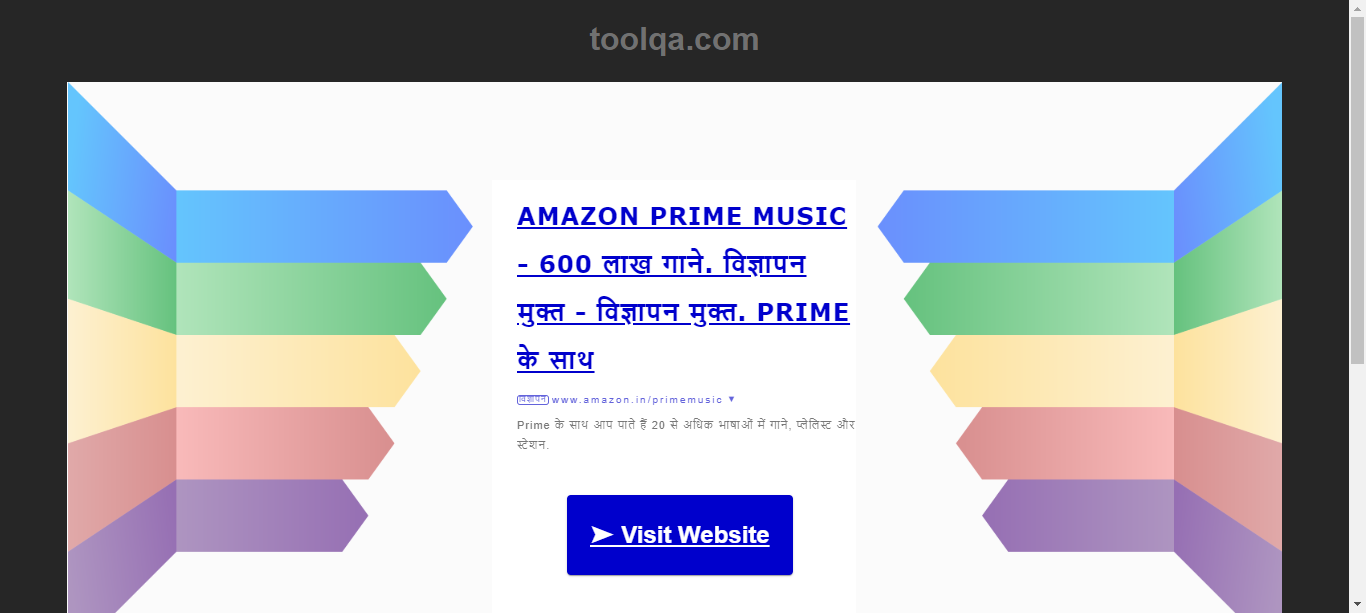 toolqa.com
AMAZON PRIME MUSIC
- 600 लाख गाने. विज्ञापन
मुक्त - विज्ञापन मुक्त. PRIME
के साथ
विज्ञापन www.amazon.in/primemusic ▼
Prime के साथ आप पाते हैं 20 से अधिक भाषाओं में गाने, प्लेलिस्ट और
स्टेशन.
➤ Visit Website